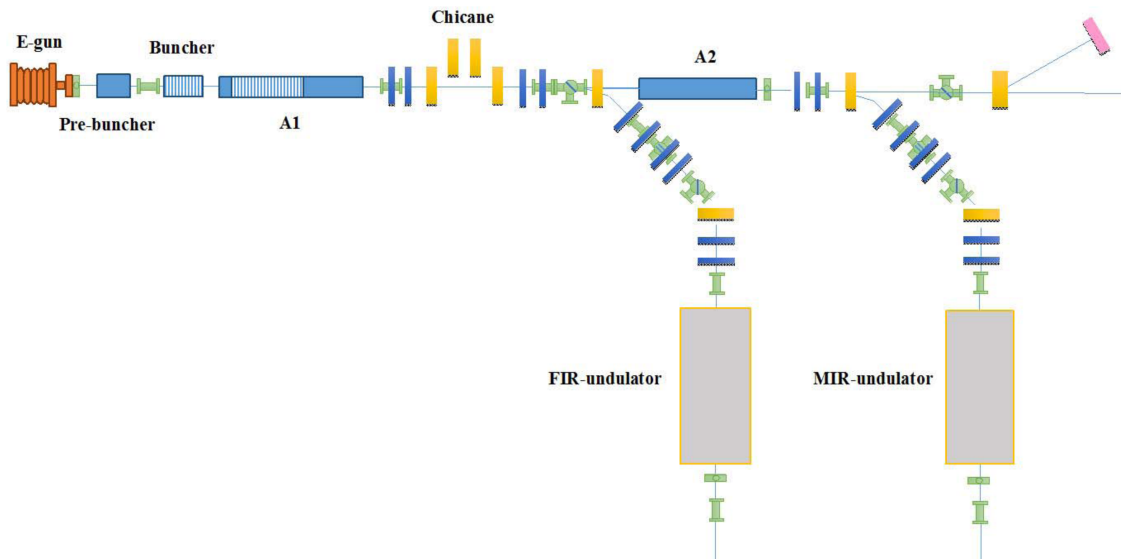 Chicane
E-gun
Buncher
A2
Pre-buncher
A1
FIR-undulator
MIR-undulator